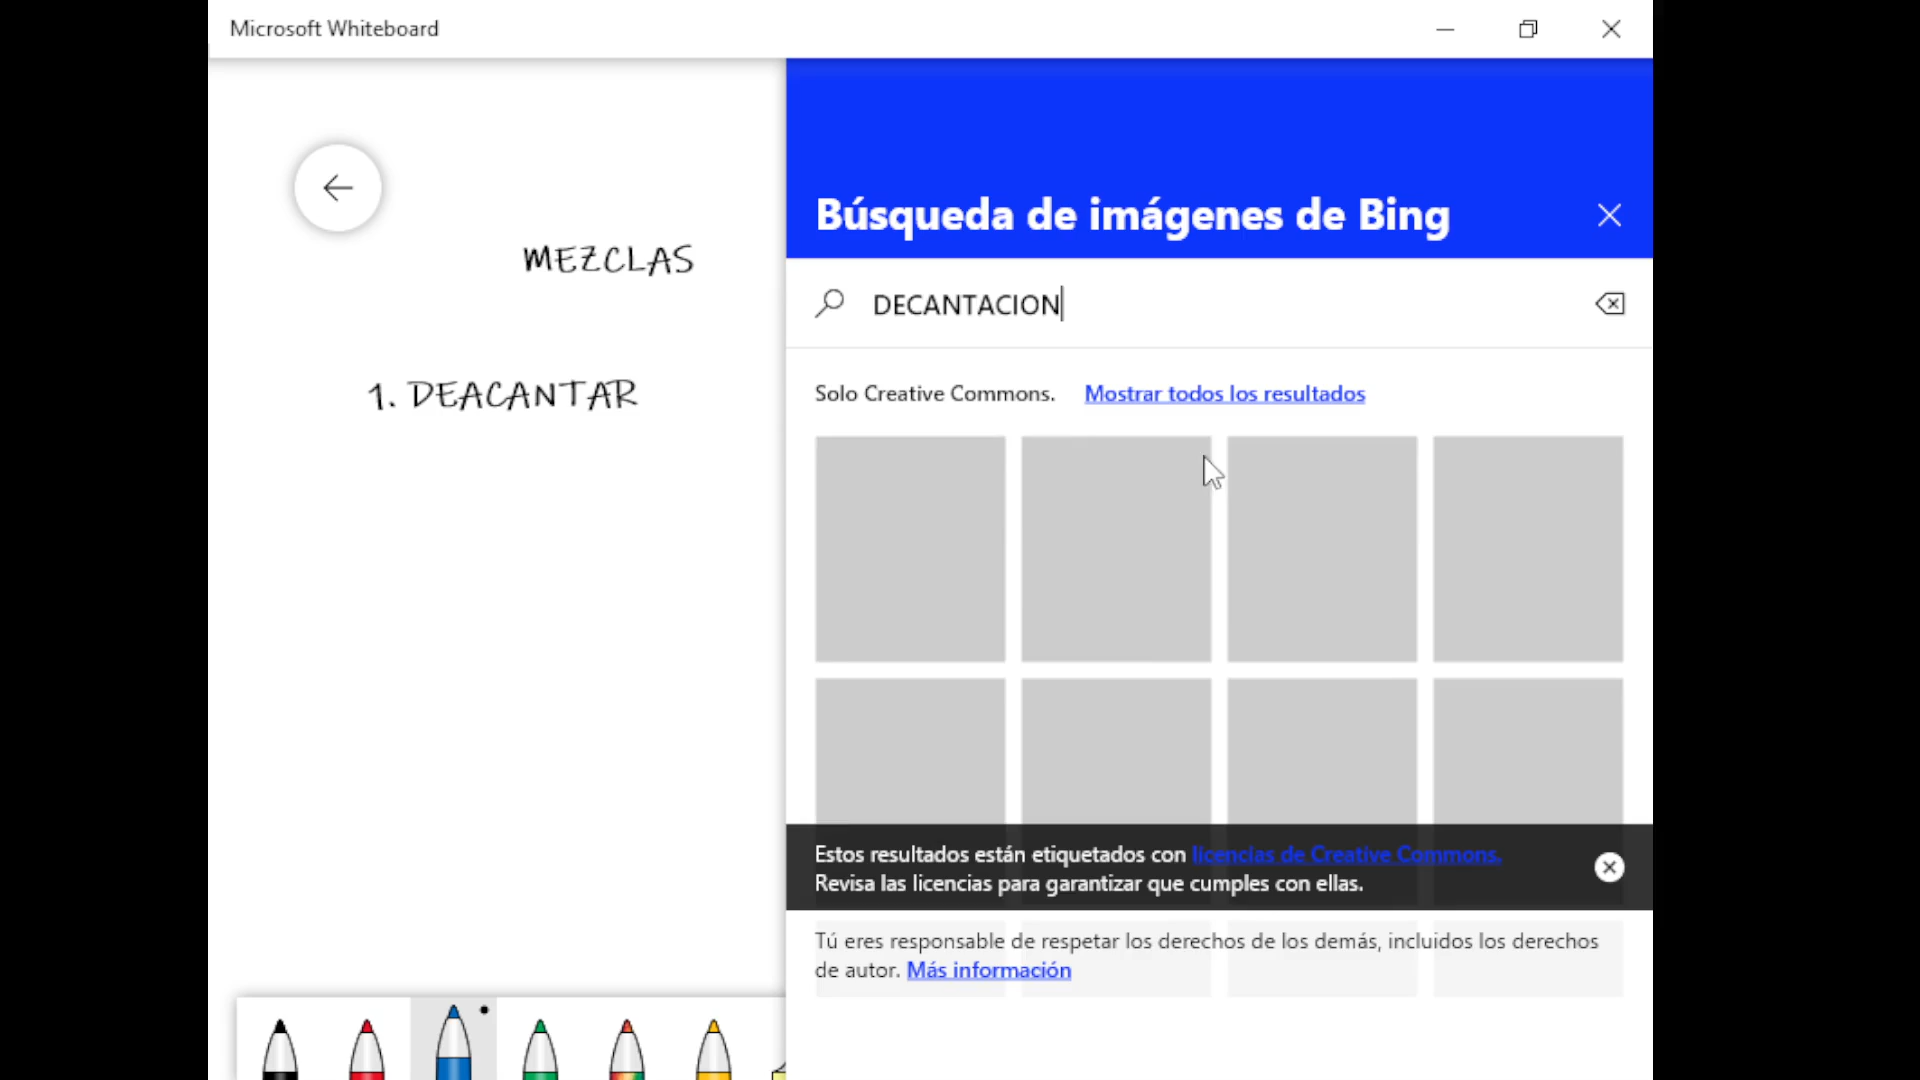 Microsoft Whiteboard
MEZCLAS
1. DEACANTAR
Búsqueda de imágenes de Bing
DECANTACION
Solo Creative Commons. Mostrar todos los resultados
Estos resultados están etiquetados con licencias de Creative Commons.
Revisa las licencias para garantizar que cumples con ellas.
Tú eres responsable de respetar los derechos de los demás, incluidos los derechos
de autor. Más información